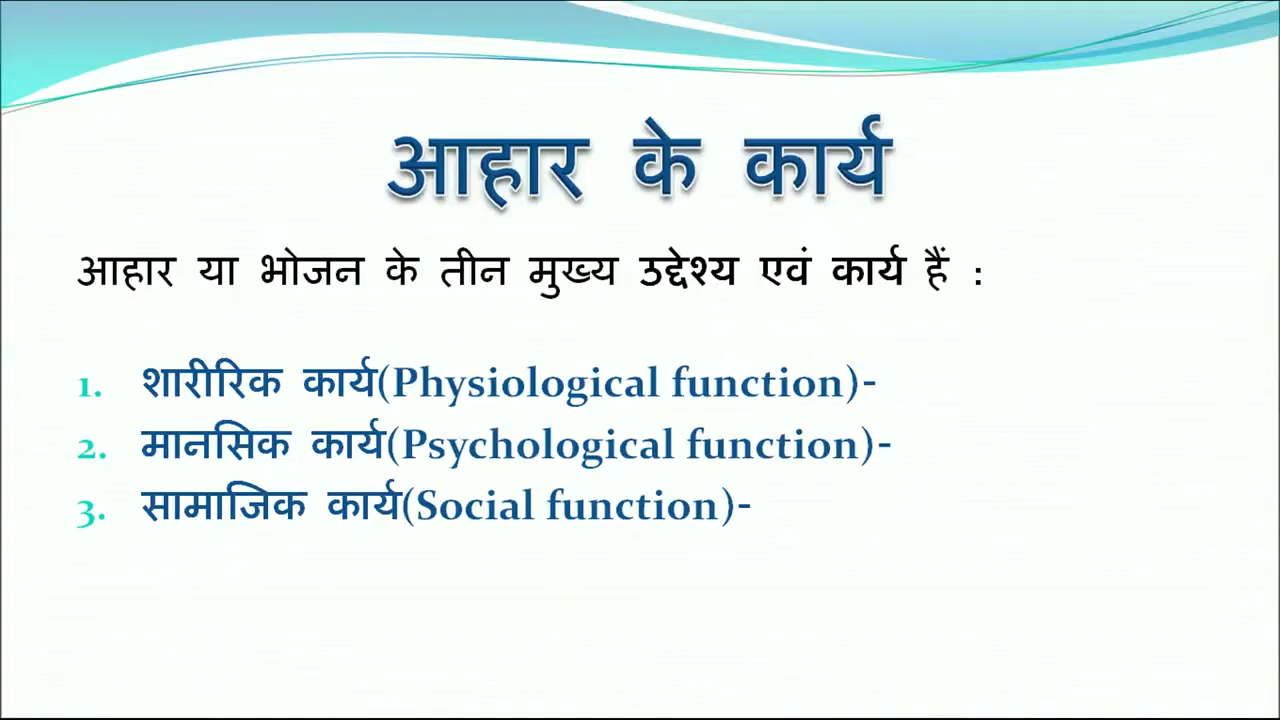 आहार के कार्य
आहार या भोजन के तीन मुख्य उद्देश्य एवं कार्य हैं :
1. शारीरिक कार्य(Physiological function)-
2. मानसिक कार्य(Psychological function)-
3. सामाजिक कार्य(Social function)-